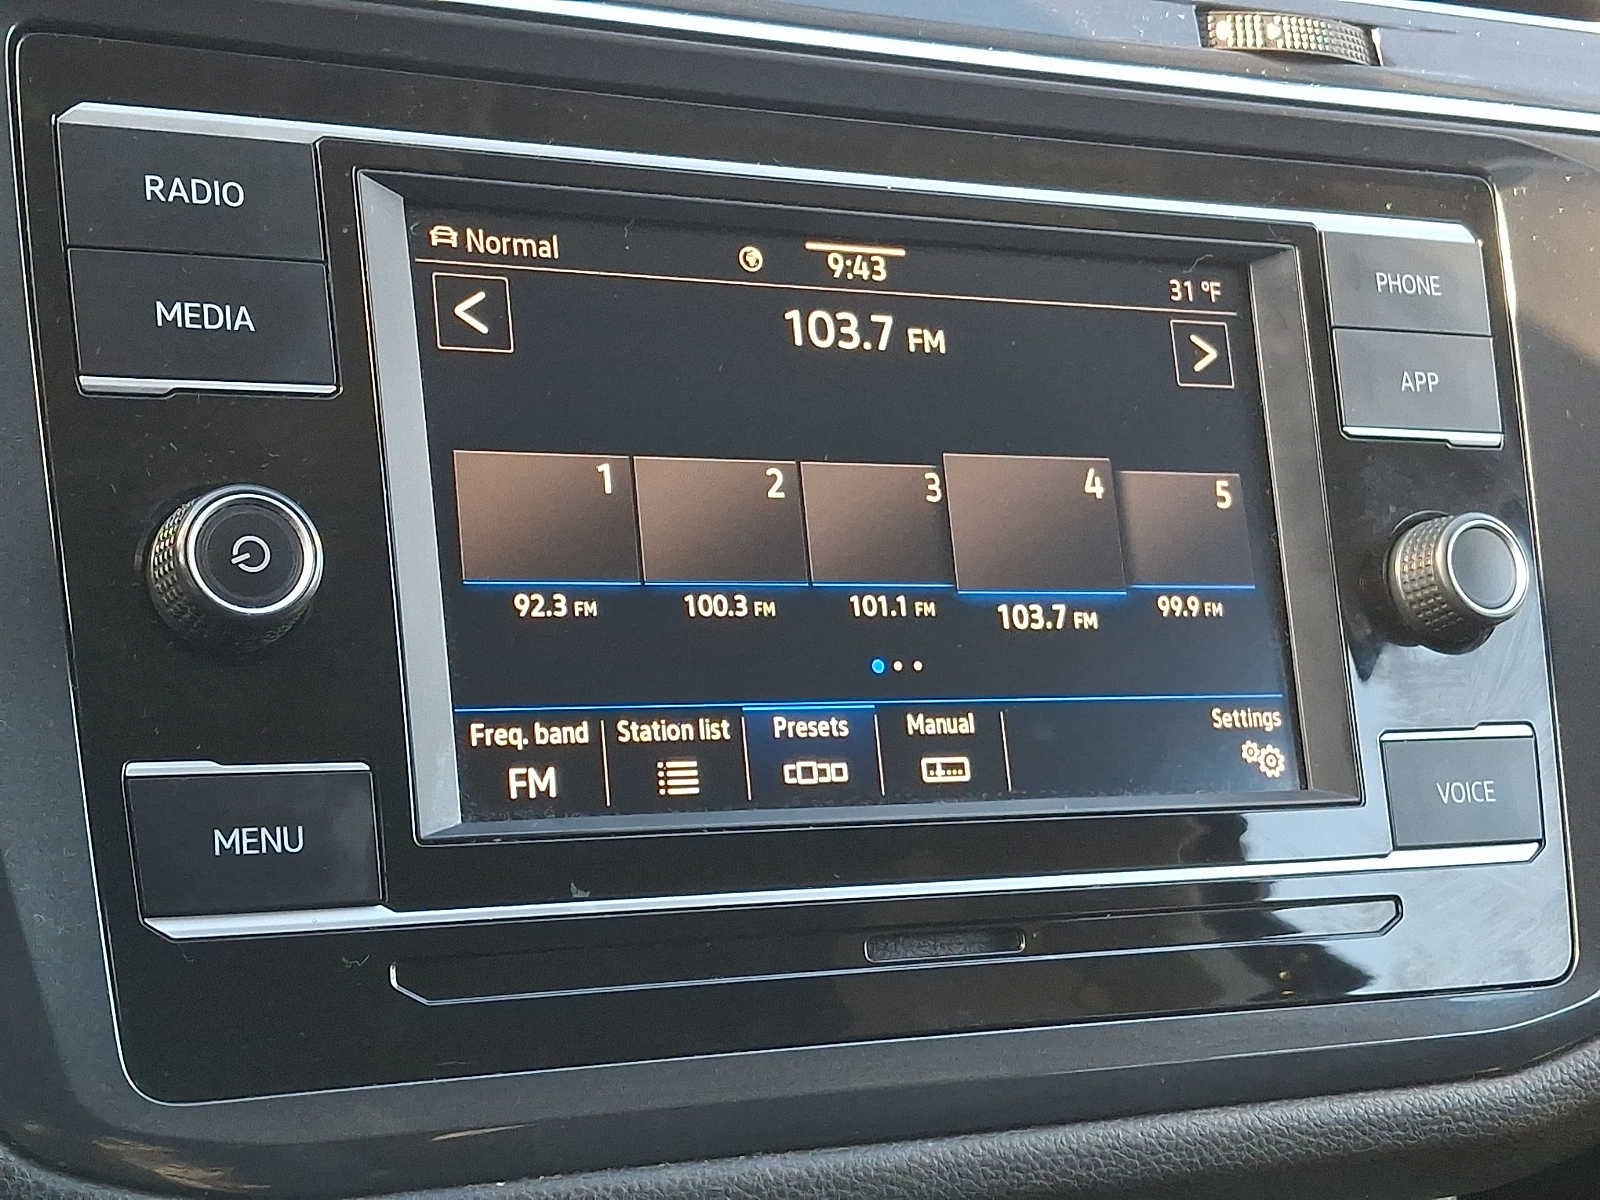 RADIO
MEDIA
MENU
Normal
9:43
31 °F
<
103.7 FM
>
1
2
3
4
5
92.3 FM
100.3 FM
101.1 FM
103.7 FM
99.9 FM
Freq. band
FM
Station list
Presets
Manual
Settings
PHONE
APP
VOICE